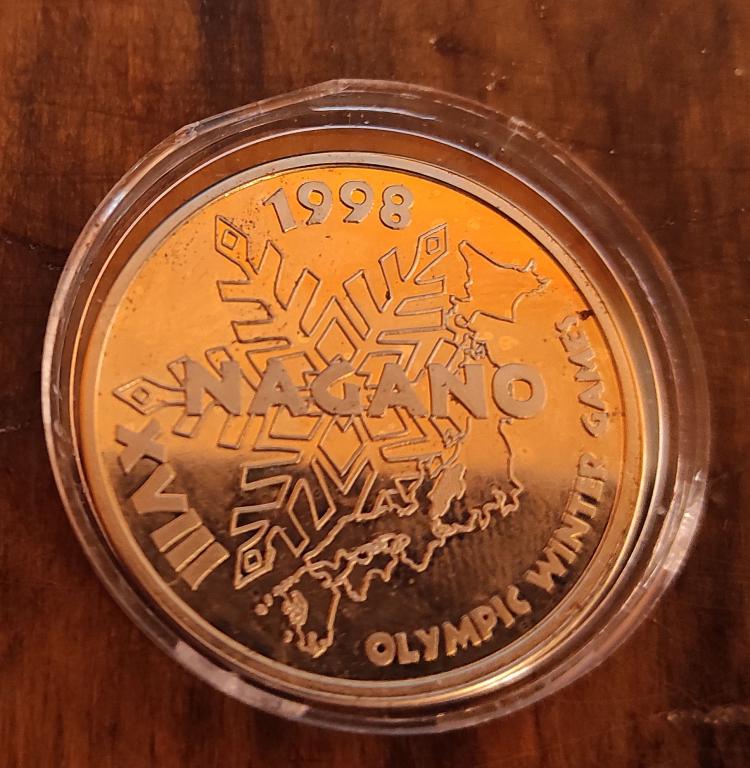 1998
NAGANO
XVIII
OLYMPIC WINTER GAMES